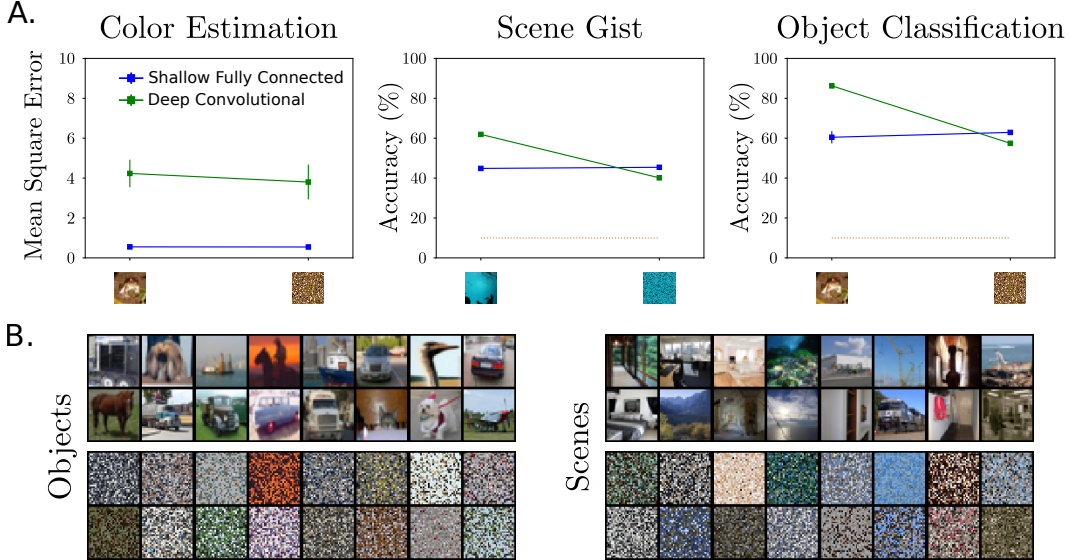 A.
Color Estimation
Scene Gist
Object Classification
Mean Square Error
10
8
6
4
2
0
Shallow Fully Connected
Deep Convolutional
Accuracy (%)
100
80
60
40
20
0
Accuracy (%)
100
80
60
40
20
0
B.
Objects
Scenes